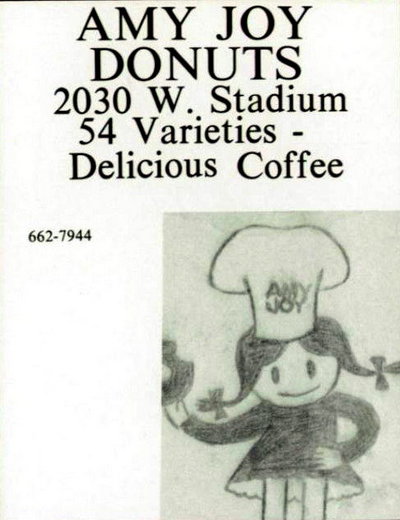 AMY JOY
DONUTS
2030 W. Stadium
54 Varieties -
Delicious Coffee
662-7944
AMY
JOY